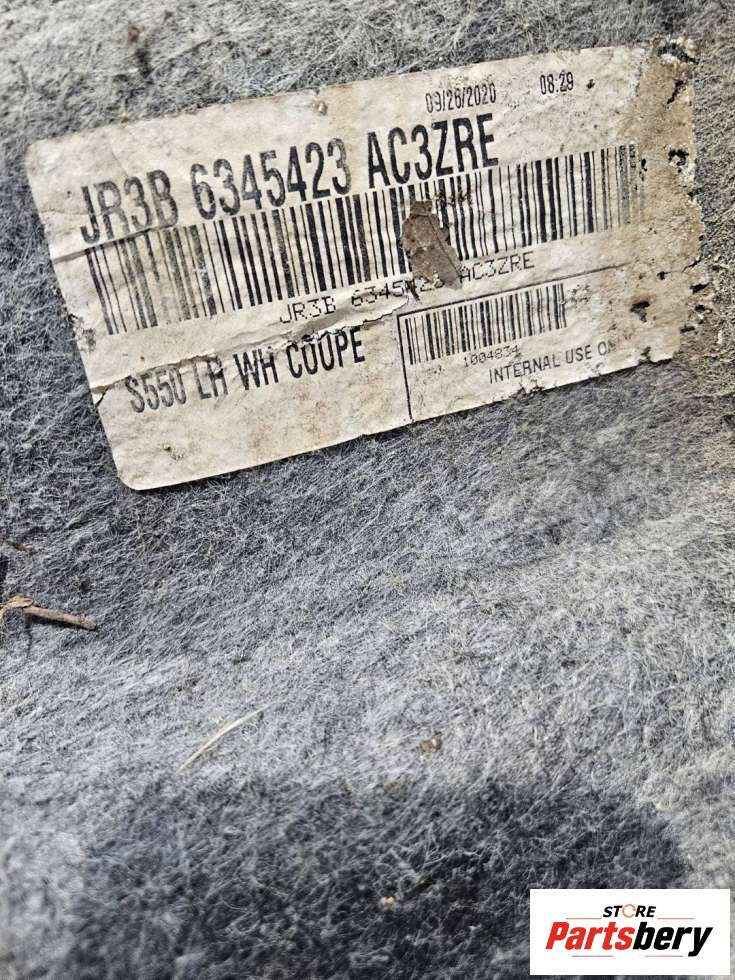 09/26/2020 08:29
JR3B 6345423 AC3ZRE
JR3B 6345423 AC3ZRE
S550 LH WH COUPE
1004834
INTERNAL USE
STORE
Partsbery